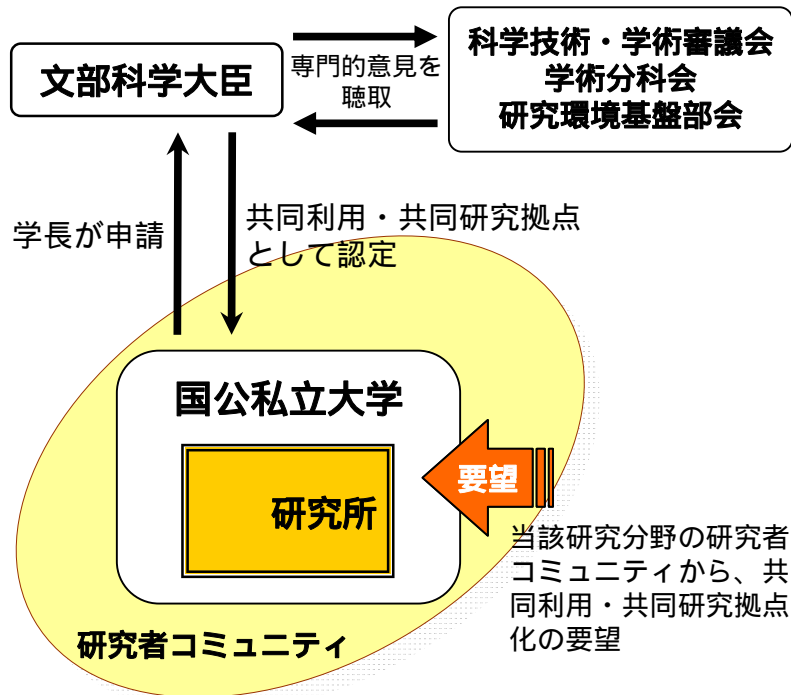 文部科学大臣
専門的意見を
聴取
科学技術・学術審議会
学術分科会
研究環境基盤部会
学長が申請
共同利用・共同研究拠点
として認定
国公私立大学
研究所
要望
当該研究分野の研究者
コミュニティから、共
同利用・共同研究拠点
化の要望
研究者コミュニティ